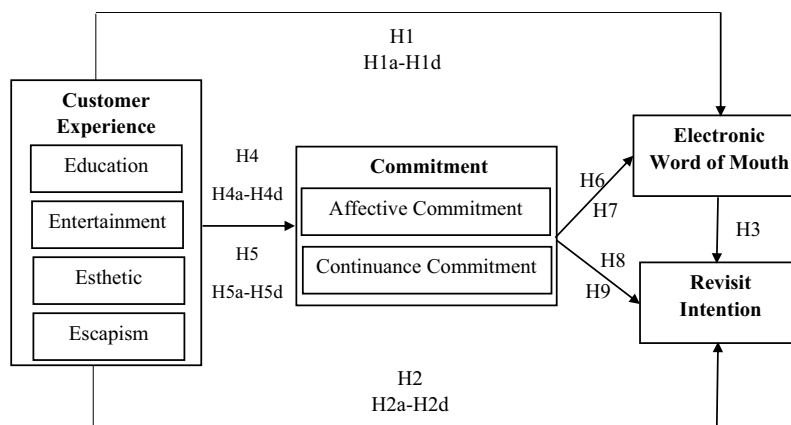 H1
H1a-H1d
Customer
Experience
Education
Entertainment
Esthetic
Escapism
H4
H4a-H4d
H5
H5a-H5d
Commitment
Affective Commitment
Continuance Commitment
H6
H7
H8
H9
Electronic
Word of Mouth
H3
Revisit
Intention
H2
H2a-H2d